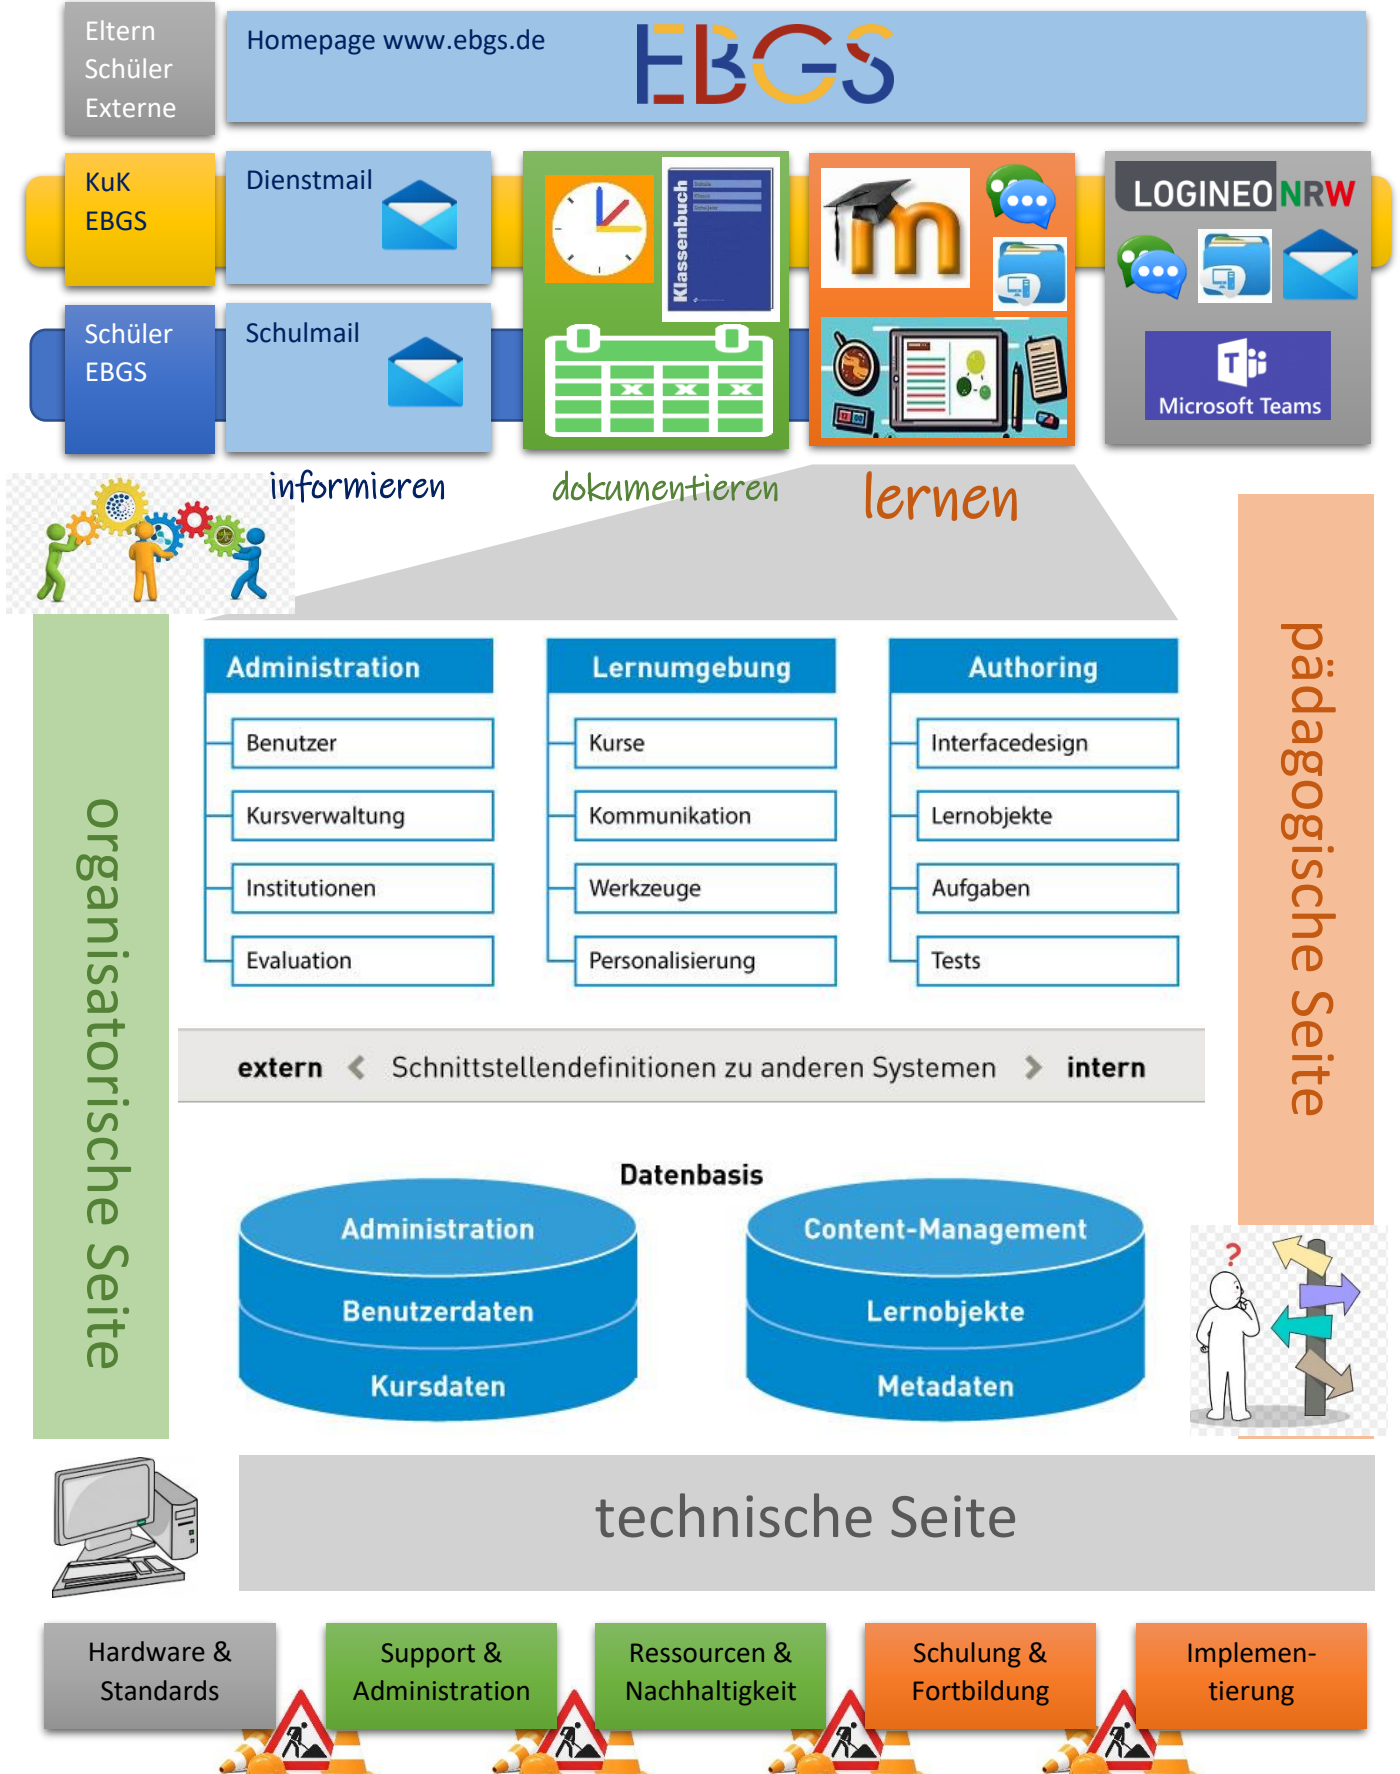 Eltern
Schüler
Externe
Homepage www.ebgs.de
EBGS
KuK
EBGS
Dienstmail
Klassenbuch
m
LOGINEO NRW
Schüler
EBGS
Schulmail
x x x
T
Microsoft Teams
informieren
dokumentieren
lernen
organisatorische Seite
pädagogische Seite
Administration
Benutzer
Kursverwaltung
Institutionen
Evaluation
Lernumgebung
Kurse
Kommunikation
Werkzeuge
Personalisierung
Authoring
Interfacedesign
Lernobjekte
Aufgaben
Tests
extern < Schnittstellendefinitionen zu anderen Systemen > intern
Datenbasis
Administration
Benutzerdaten
Kursdaten
Content-Management
Lernobjekte
Metadaten
?
technische Seite
Hardware &
Standards
Support &
Administration
Ressourcen &
Nachhaltigkeit
Schulung &
Fortbildung
Implemen-
tierung